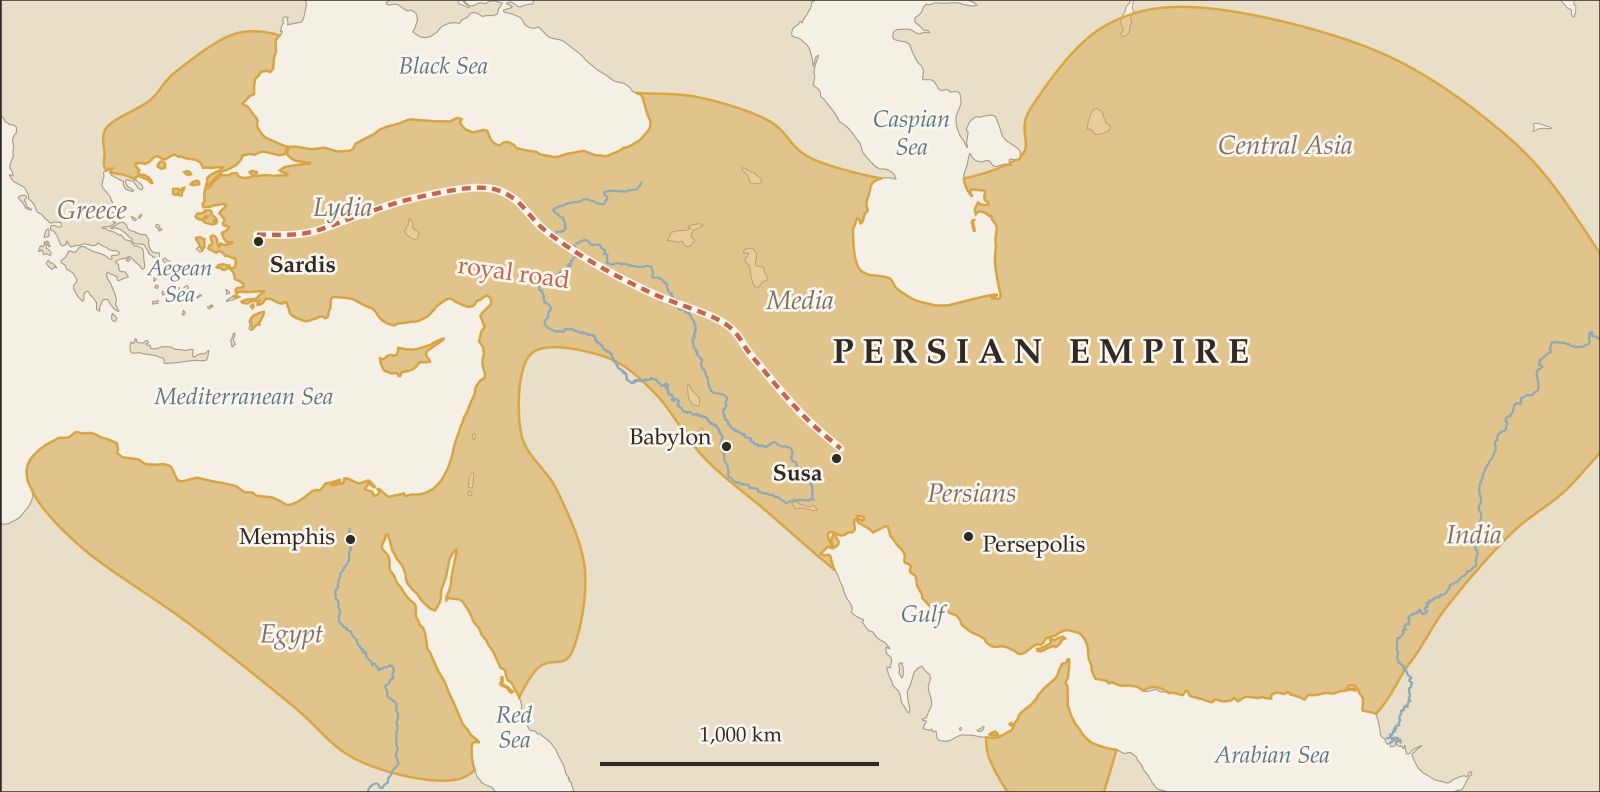 Black Sea
Caspian
Sea
Central Asia
Greece
Lydia
Sardis
Aegean
Sea
royal road
Media
PERSIAN EMPIRE
Mediterranean Sea
Babylon
Susa
Persians
Memphis
Persepolis
India
Egypt
Gulf
Red
Sea
1,000 km
Arabian Sea